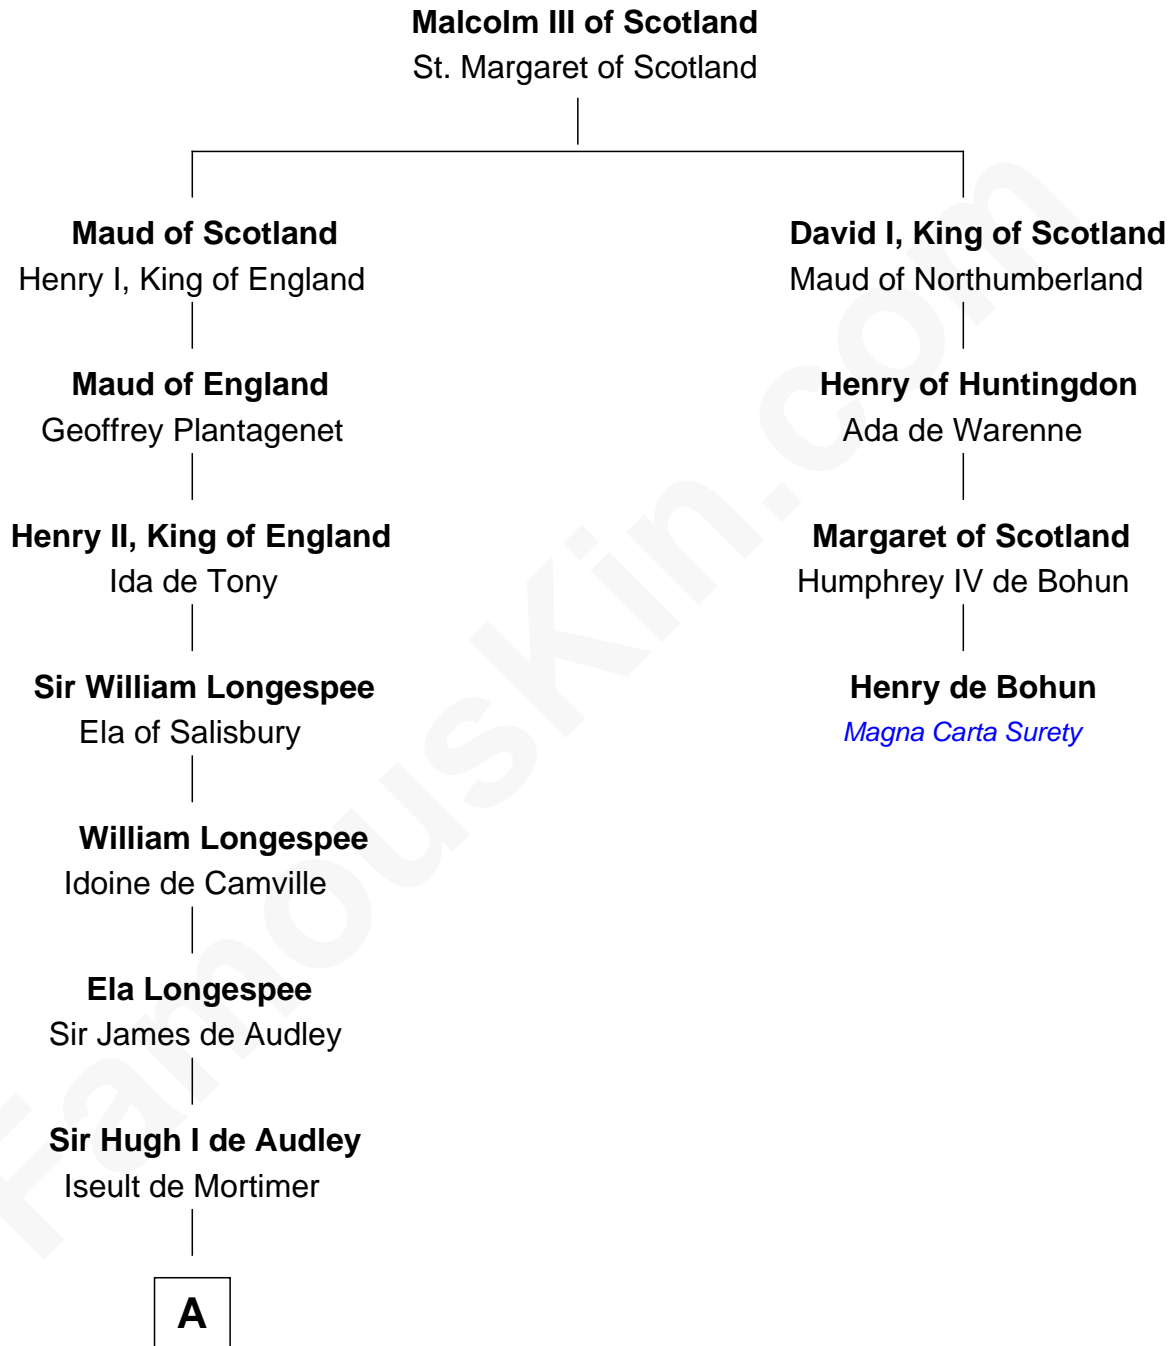 Malcolm III of Scotland
St. Margaret of Scotland
Maud of Scotland
Henry I, King of England
David I, King of Scotland
Maud of Northumberland
Maud of England
Geoffrey Plantagenet
Henry of Huntingdon
Ada de Warenne
Henry II, King of England
Ida de Tony
Margaret of Scotland
Humphrey IV de Bohun
Sir William Longespee
Ela of Salisbury
Henry de Bohun
Magna Carta Surety
William Longespee
Idoine de Camville
Ela Longespee
Sir James de Audley
Sir Hugh I de Audley
Iseult de Mortimer
A
FamousKin.com